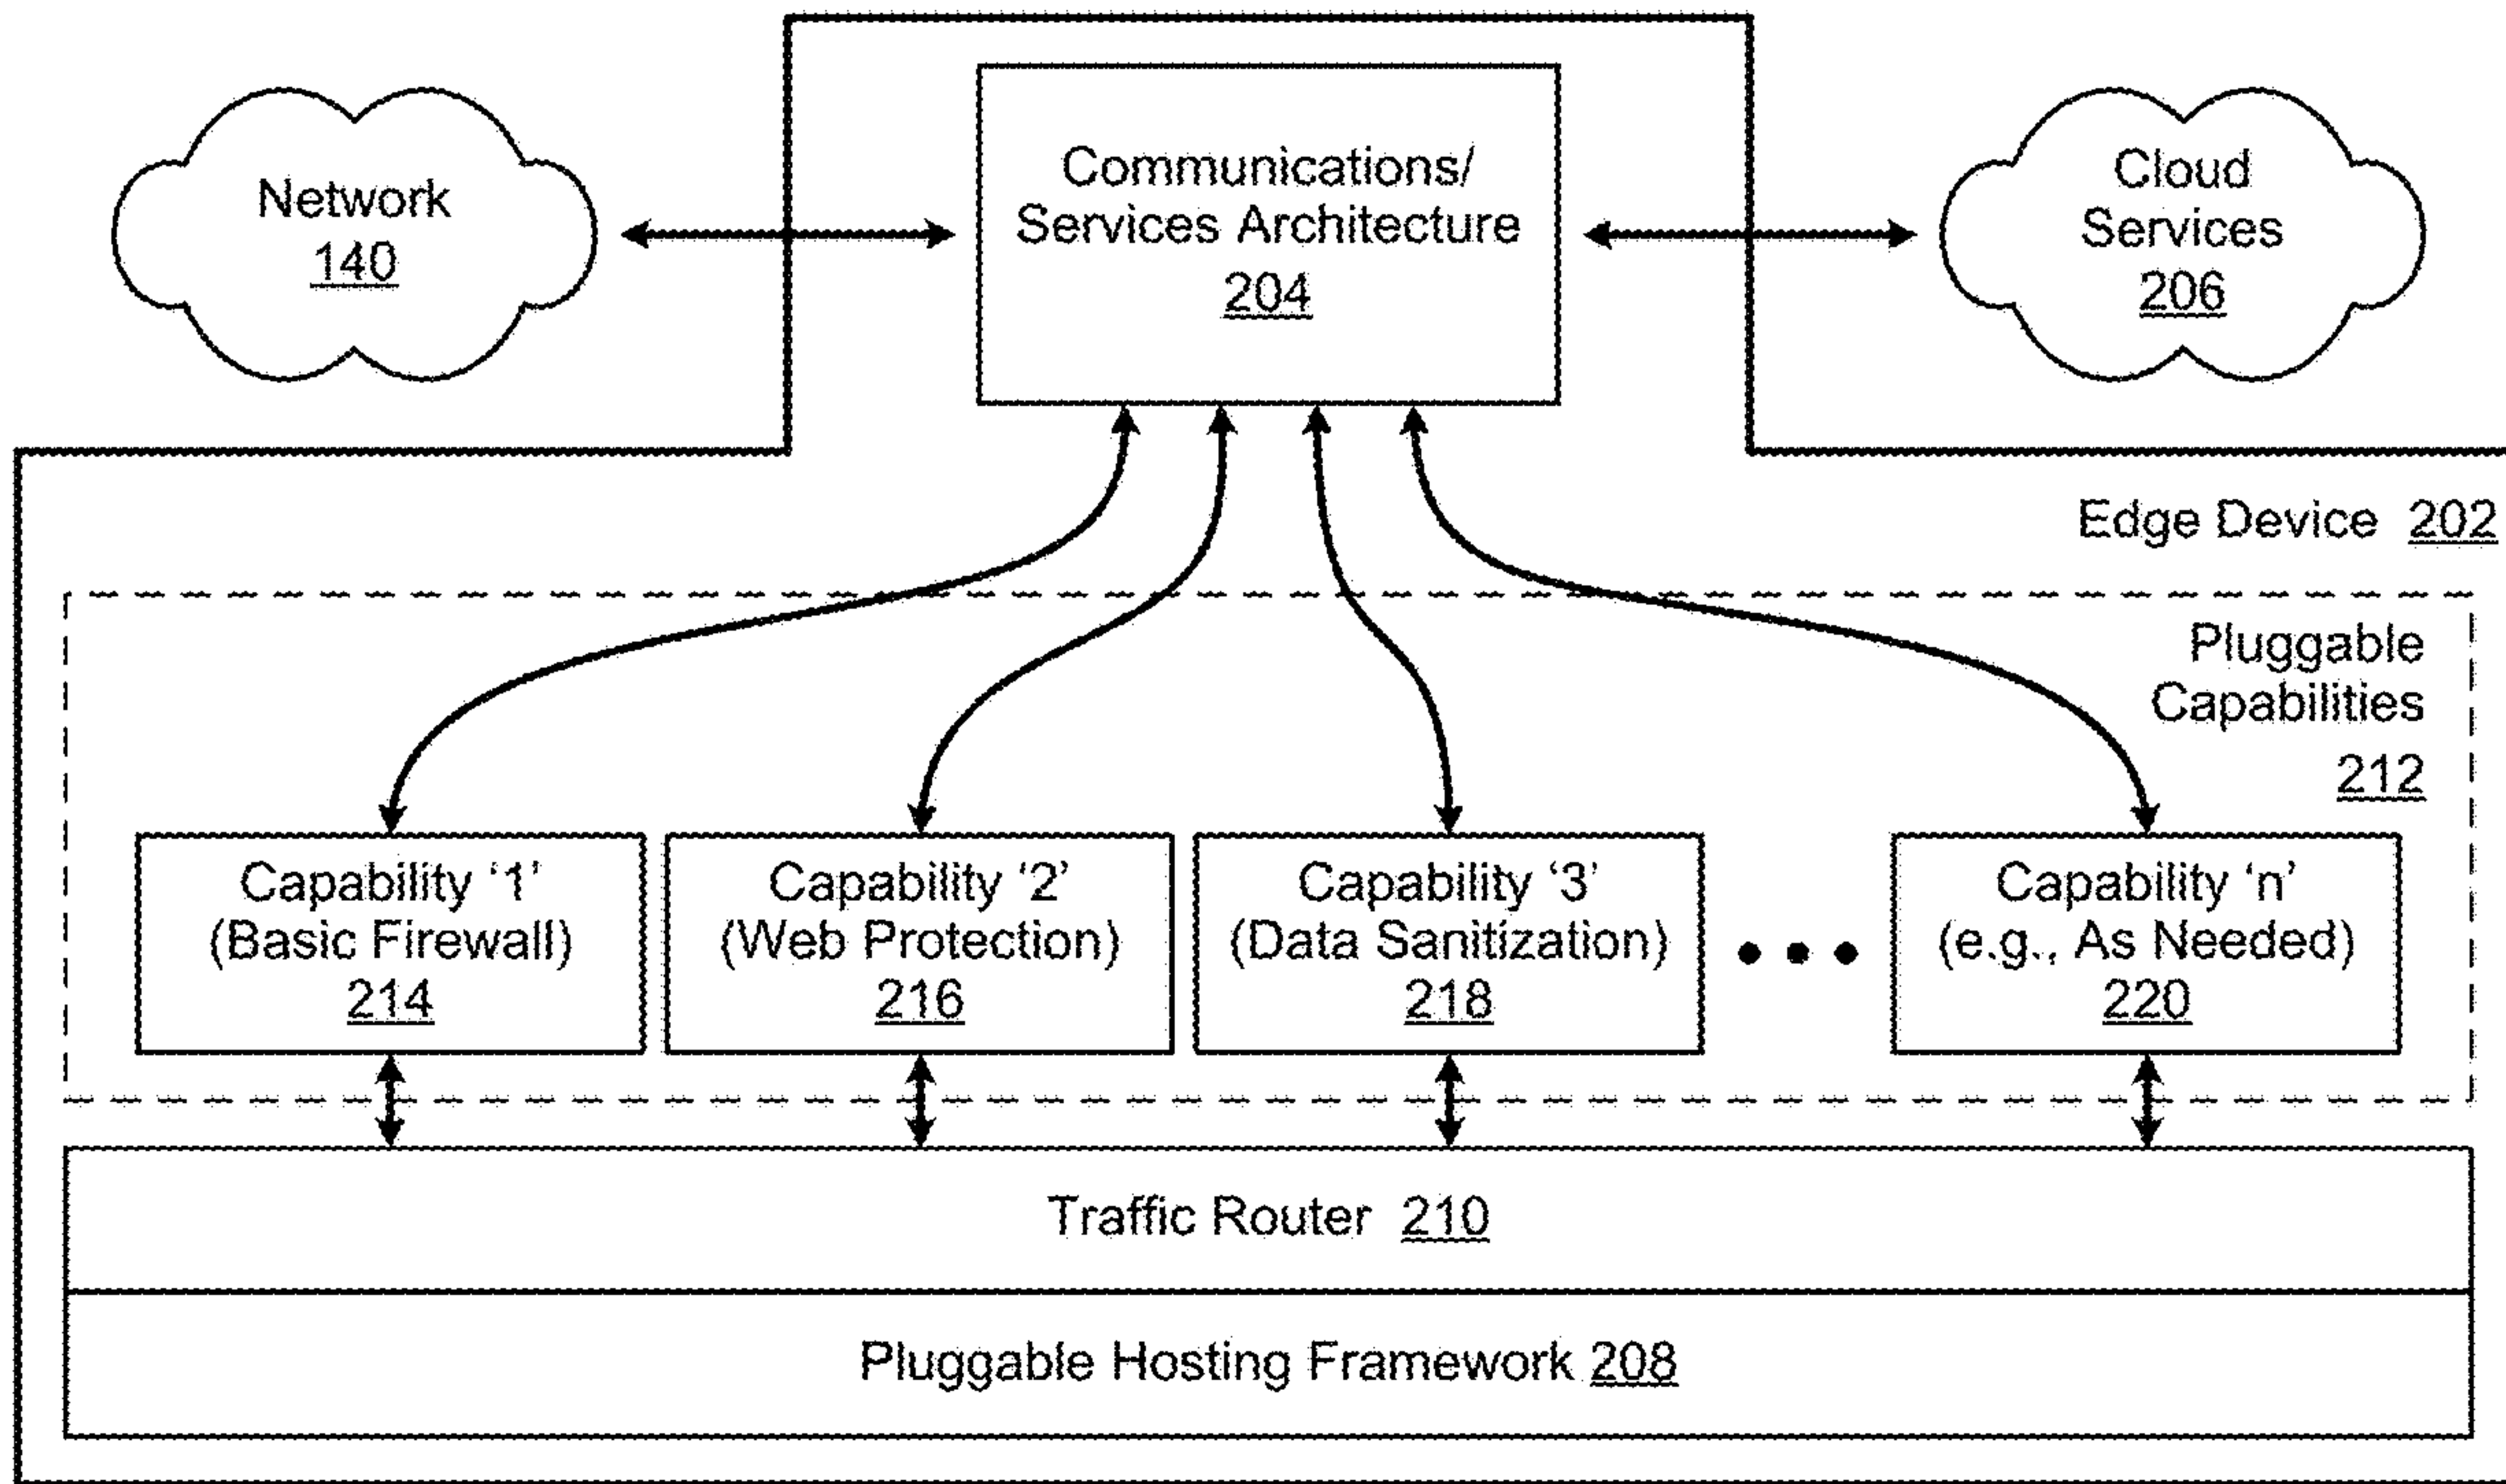 Network
140
Communications/
Services Architecture
204
Cloud
Services
206
Edge Device 202
Pluggable
Capabilities
212
Capability ‘1’
(Basic Firewall)
214
Capability ‘2’
(Web Protection)
216
Capability ‘3’
(Data Sanitization)
218
Capability ‘n’
(e.g., As Needed)
220
Traffic Router 210
Pluggable Hosting Framework 208